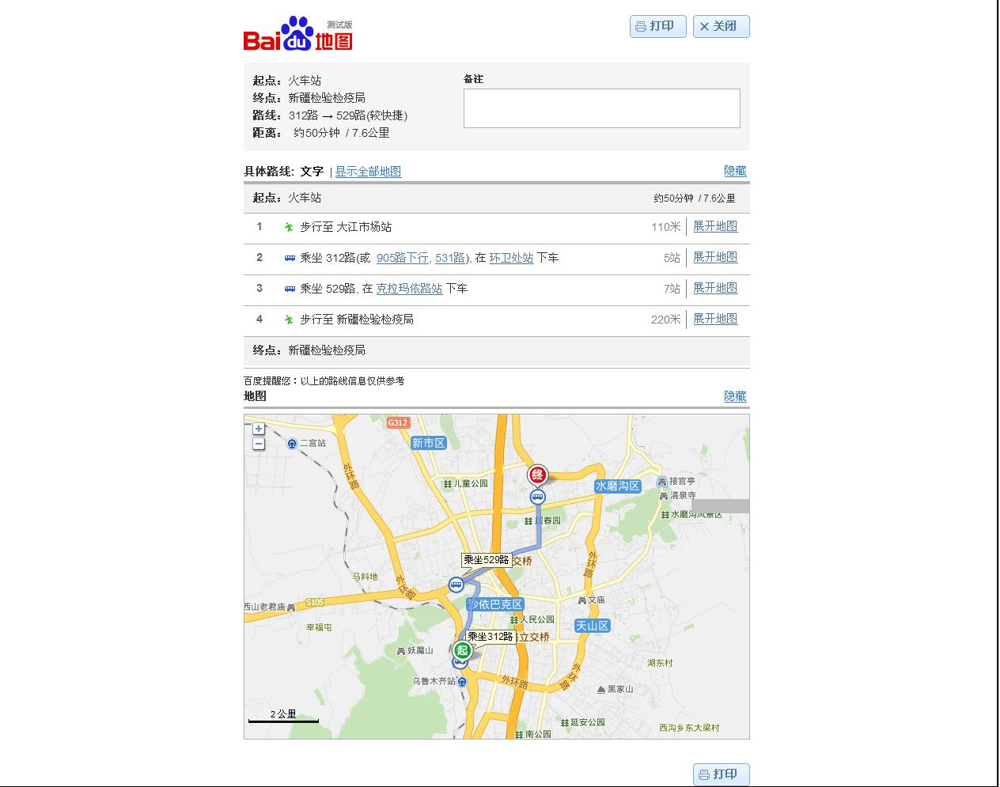 Bai du 地图 测试版
打印 关闭
起点：火车站
终点：新疆检验检疫局
路线：312路 → 529路(较快捷)
距离： 约50分钟 / 7.6公里
备注
具体路线: 文字 | 显示全部地图 隐藏
起点：火车站 约50分钟 / 7.6公里
1 步行至 大江市场站 110米 展开地图
2 乘坐 312路(或 905路下行, 531路), 在 环卫处站 下车 5站 展开地图
3 乘坐 529路, 在 克拉玛依路站 下车 7站 展开地图
4 步行至 新疆检验检疫局 220米 展开地图
终点：新疆检验检疫局
百度提醒您：以上的路线信息仅供参考
地图 隐藏
G312
二宫站
新市区
外环路
终
儿童公园
水磨沟区
接官亭
清泉寺
水磨沟风景区
居春园
乘坐529路
交桥
外环路
马料地
外环路
西山老君庙
S105
沙依巴克区
文庙
幸福屯
人民公园
天山区
乘坐312路
立交桥
起
妖魔山
湖东村
乌鲁木齐站
外环路
外环路
黑家山
2 公里
延安公园
西沟乡东大梁村
南公园
打印